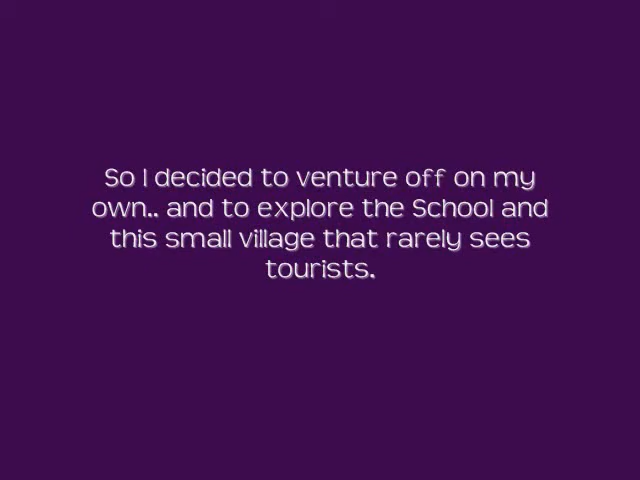 So I decided to venture off on my
own.. and to explore the School and
this small village that rarely sees
tourists.